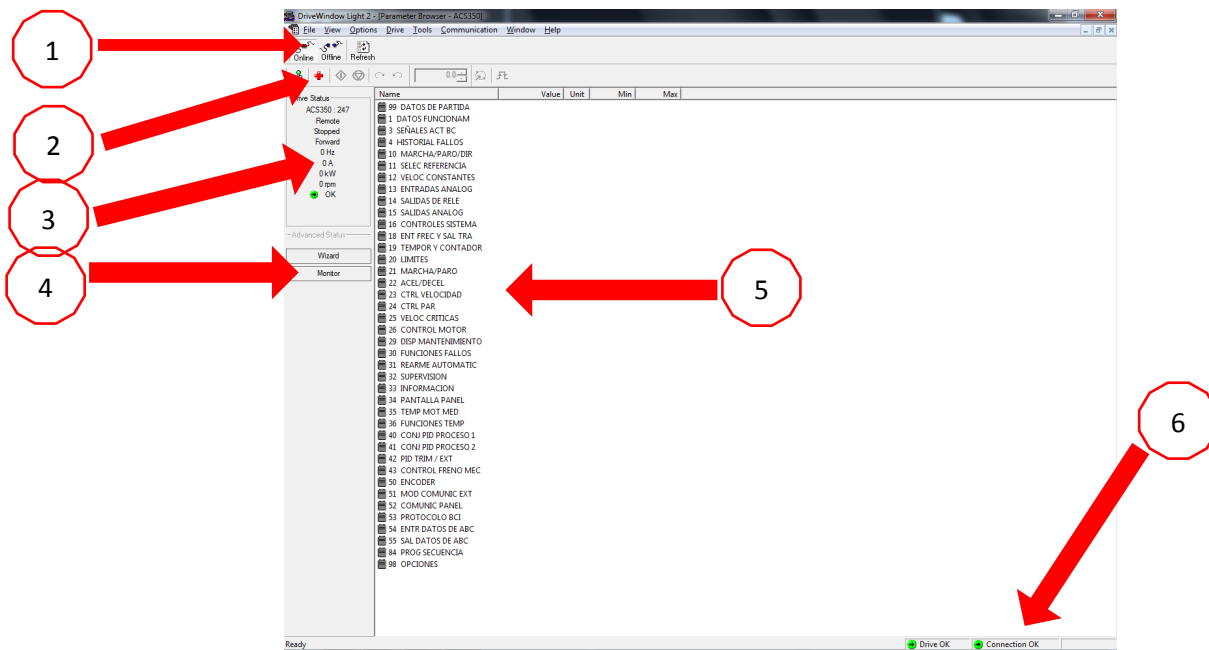 DriveWindow Light 2 - [Parameter Browser - ACS350]
File View Options Drive Tools Communication Window Help
1
Online Offline Refresh
0.0
2
Drive Status
ACS350 : 247
Remote
Stopped
Forward
0 Hz
0 A
0 kW
0 rpm
OK
3
Advanced Status
Wizard
Monitor
4
Name Value Unit Min Max
99 DATOS DE PARTIDA
1 DATOS FUNCIONAM
3 SEÑALES ACT BC
4 HISTORIAL FALLOS
10 MARCHA/PARO/DIR
11 SELEC REFERENCIA
12 VELOC CONSTANTES
13 ENTRADAS ANALOG
14 SALIDAS DE RELE
15 SALIDAS ANALOG
16 CONTROLES SISTEMA
18 ENT FREC Y SAL TRA
19 TEMPOR Y CONTADOR
20 LIMITES
21 MARCHA/PARO
22 ACEL/DECEL
23 CTRL VELOCIDAD
24 CTRL PAR
25 VELOC CRITICAS
26 CONTROL MOTOR
29 DISP MANTENIMIENTO
30 FUNCIONES FALLOS
31 REARME AUTOMATIC
32 SUPERVISION
33 INFORMACION
34 PANTALLA PANEL
35 TEMP MOT MED
36 FUNCIONES TEMP
40 CONJ PID PROCESO 1
41 CONJ PID PROCESO 2
42 PID TRIM / EXT
43 CONTROL FRENO MEC
50 ENCODER
51 MOD COMUNIC EXT
52 COMUNIC PANEL
53 PROTOCOLO BCI
54 ENTR DATOS DE ABC
55 SAL DATOS DE ABC
84 PROG SECUENCIA
98 OPCIONES
5
6
Ready Drive OK Connection OK